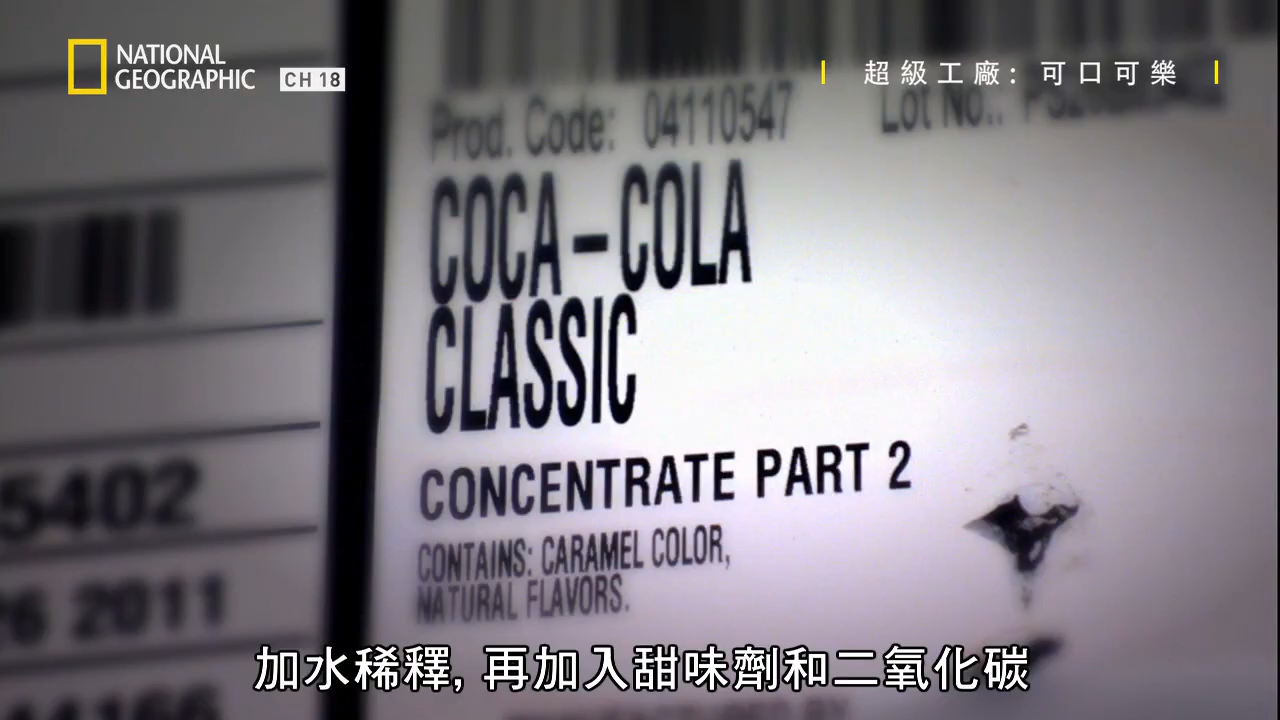 NATIONAL
GEOGRAPHIC CH 18
超級工廠: 可口可樂
Prod. Code: 04110547 Lot No.:
COCA-COLA
CLASSIC
CONCENTRATE PART 2
CONTAINS: CARAMEL COLOR,
NATURAL FLAVORS.
5402
6 2011
加水稀釋, 再加入甜味劑和二氧化碳